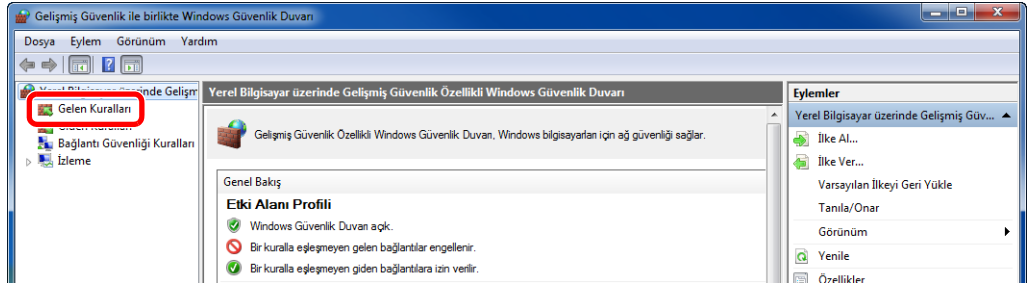 Gelişmiş Güvenlik ile birlikte Windows Güvenlik Duvarı
Dosya Eylem Görünüm Yardım
Gelişm
Gelen Kuralları
Bağlantı Güvenliği Kuralları
İzleme
Yerel Bilgisayar üzerinde Gelişmiş Güvenlik Özellikli Windows Güvenlik Duvarı
Gelişmiş Güvenlik Özellikli Windows Güvenlik Duvarı, Windows bilgisayarları için ağ güvenliği sağlar.
Genel Bakış
Etki Alanı Profili
Windows Güvenlik Duvarı açık.
Bir kuralla eşleşmeyen gelen bağlantılar engellenir.
Bir kuralla eşleşmeyen giden bağlantılara izin verilir.
Eylemler
Yerel Bilgisayar üzerinde Gelişmiş Güv...
İlke Al...
İlke Ver...
Varsayılan İlkeyi Geri Yükle
Tanıla/Onar
Görünüm
Yenile
Özellikler